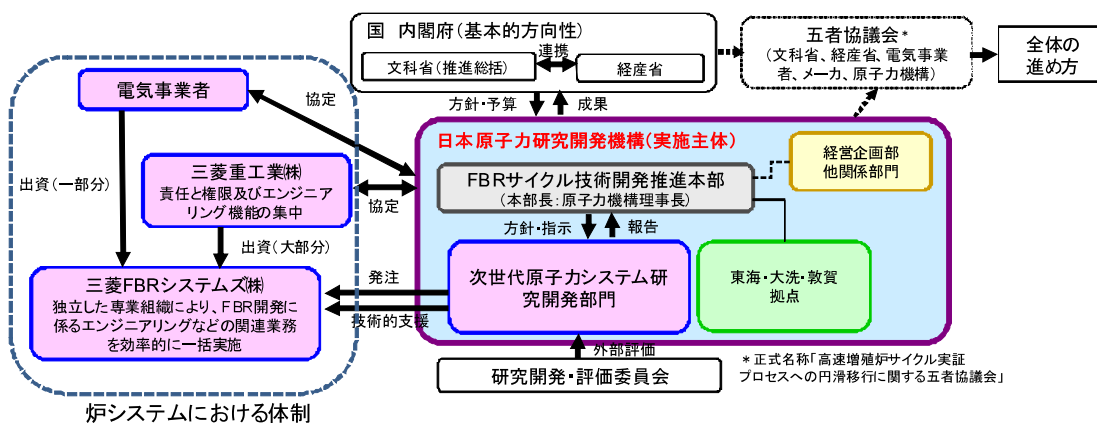 国 内閣府(基本的方向性)
連携
文科省(推進総括)
経産省
五者協議会*
(文科省、経産省、電気事業
者、メーカ、原子力機構)
全体の
進め方
電気事業者
協定
方針・予算
成果
日本原子力研究開発機構(実施主体)
経営企画部
他関係部門
三菱重工業㈱
責任と権限及びエンジニア
リング機能の集中
出資(一部分)
協定
FBRサイクル技術開発推進本部
(本部長:原子力機構理事長)
方針・指示
報告
出資(大部分)
三菱FBRシステムズ㈱
独立した専業組織により、FBR開発に
係るエンジニアリングなどの関連業務
を効率的に一括実施
発注
技術的支援
次世代原子力システム研
究開発部門
東海・大洗・敦賀
拠点
外部評価
研究開発・評価委員会
*正式名称「高速増殖炉サイクル実証
プロセスへの円滑移行に関する五者協議会」
炉システムにおける体制